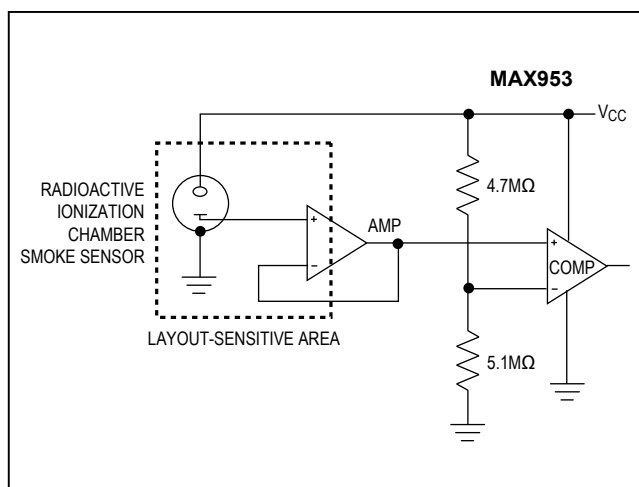 MAX953
VCC
RADIOACTIVE
IONIZATION
CHAMBER
SMOKE SENSOR
4.7MΩ
+
AMP
-
+
COMP
-
LAYOUT-SENSITIVE AREA
5.1MΩ